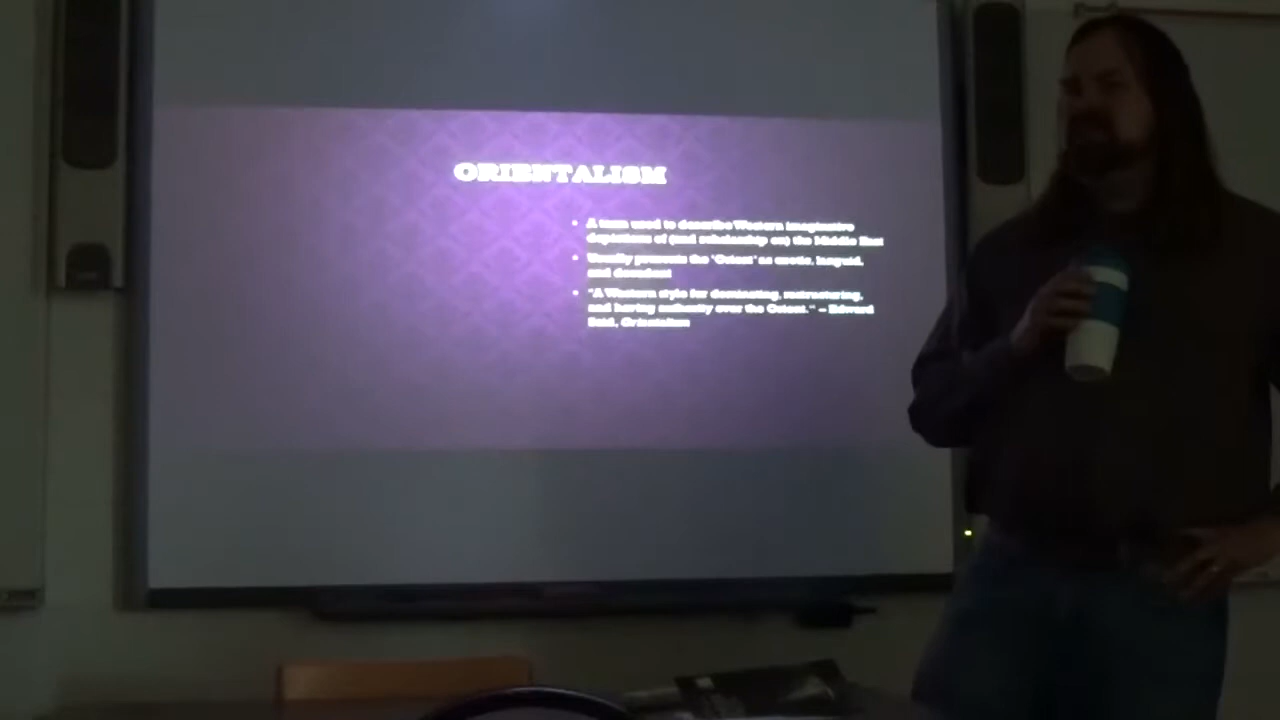 ORIENTALISM
• A term used to describe Western imaginative
depictions of (and relationship on) the Middle East
• Usually presents the 'Orient' as exotic, languid,
and decadent
• "A Western style for dominating, restructuring,
and having authority over the Orient." – Edward
Said, Orientalism